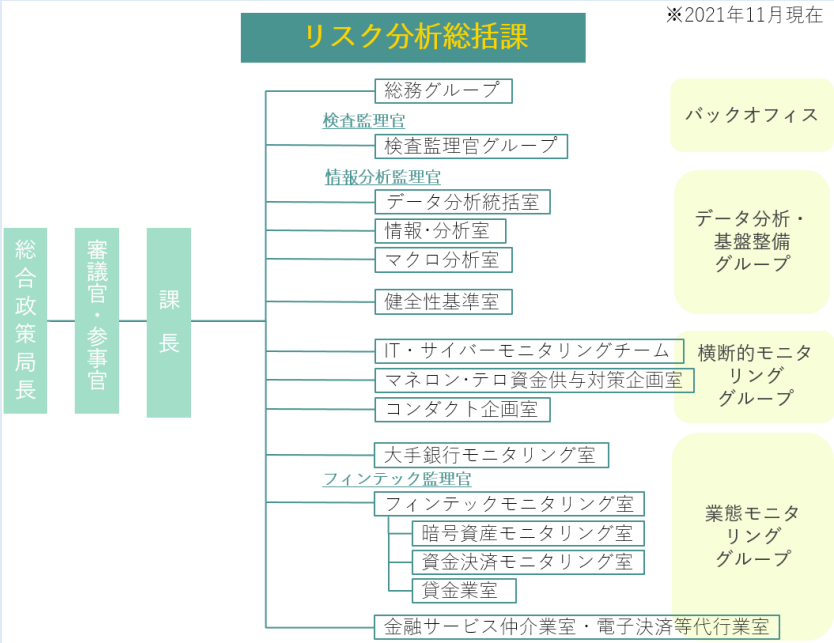 リスク分析総括課
※2021年11月現在
総合政策局長
審議官・参事官
課長
総務グループ
検査監理官
検査監理官グループ
情報分析監理官
データ分析統括室
情報・分析室
マクロ分析室
健全性基準室
IT・サイバーモニタリングチーム
マネロン・テロ資金供与対策企画室
コンダクト企画室
大手銀行モニタリング室
フィンテック監理官
フィンテックモニタリング室
暗号資産モニタリング室
資金決済モニタリング室
貸金業室
金融サービス仲介業室・電子決済等代行業室
バックオフィス
データ分析・
基盤整備
グループ
横断的モニタ
リング
グループ
業態モニタ
リング
グループ